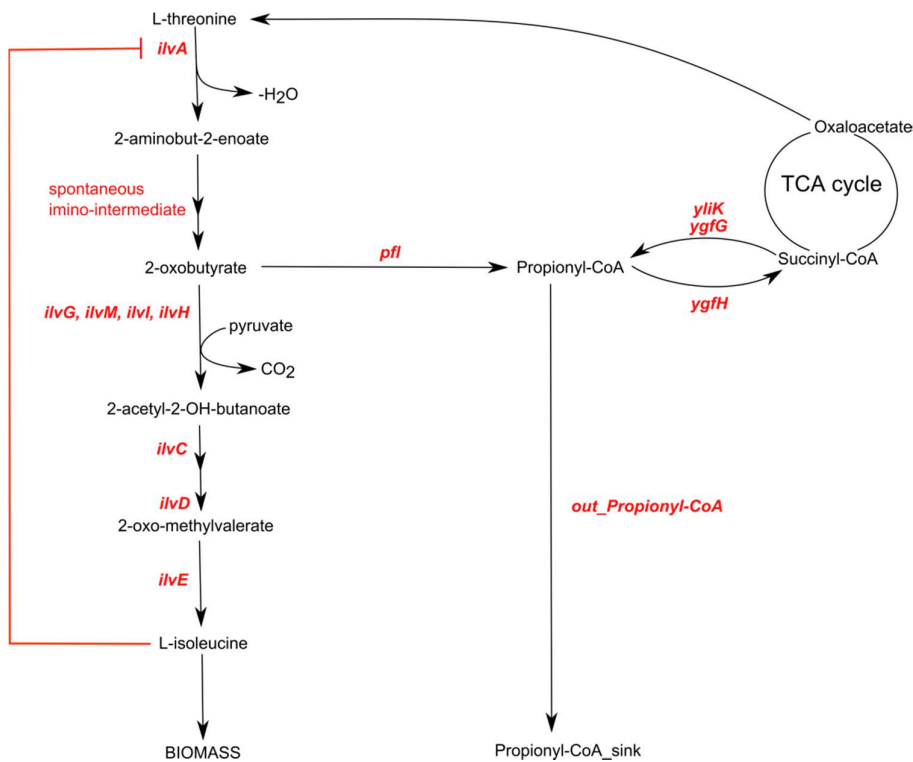 L-threonine
ilvA
-H2O
2-aminobut-2-enoate
Oxaloacetate
TCA cycle
spontaneous
imino-intermediate
yliK
ygfG
2-oxobutyrate
pfl
Propionyl-CoA
Succinyl-CoA
ygfH
ilvG, ilvM, ilvI, ilvH
pyruvate
CO2
2-acetyl-2-OH-butanoate
ilvC
ilvD
out_Propionyl-CoA
2-oxo-methylvalerate
ilvE
L-isoleucine
BIOMASS
Propionyl-CoA_sink